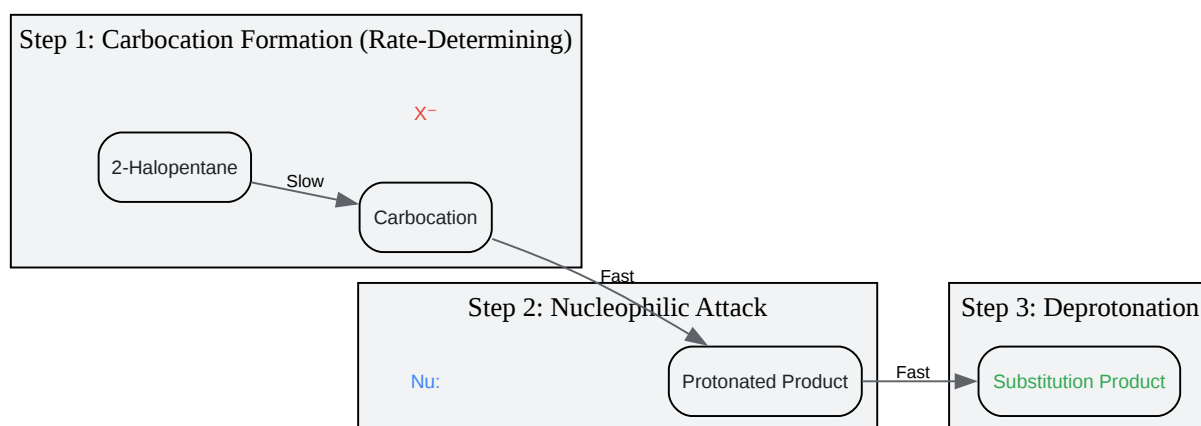 Step 1: Carbocation Formation (Rate-Determining)
X⁻
2-Halopentane
Slow
Carbocation
Fast
Step 2: Nucleophilic Attack
Step 3: Deprotonation
Nu:
Protonated Product
Fast
Substitution Product